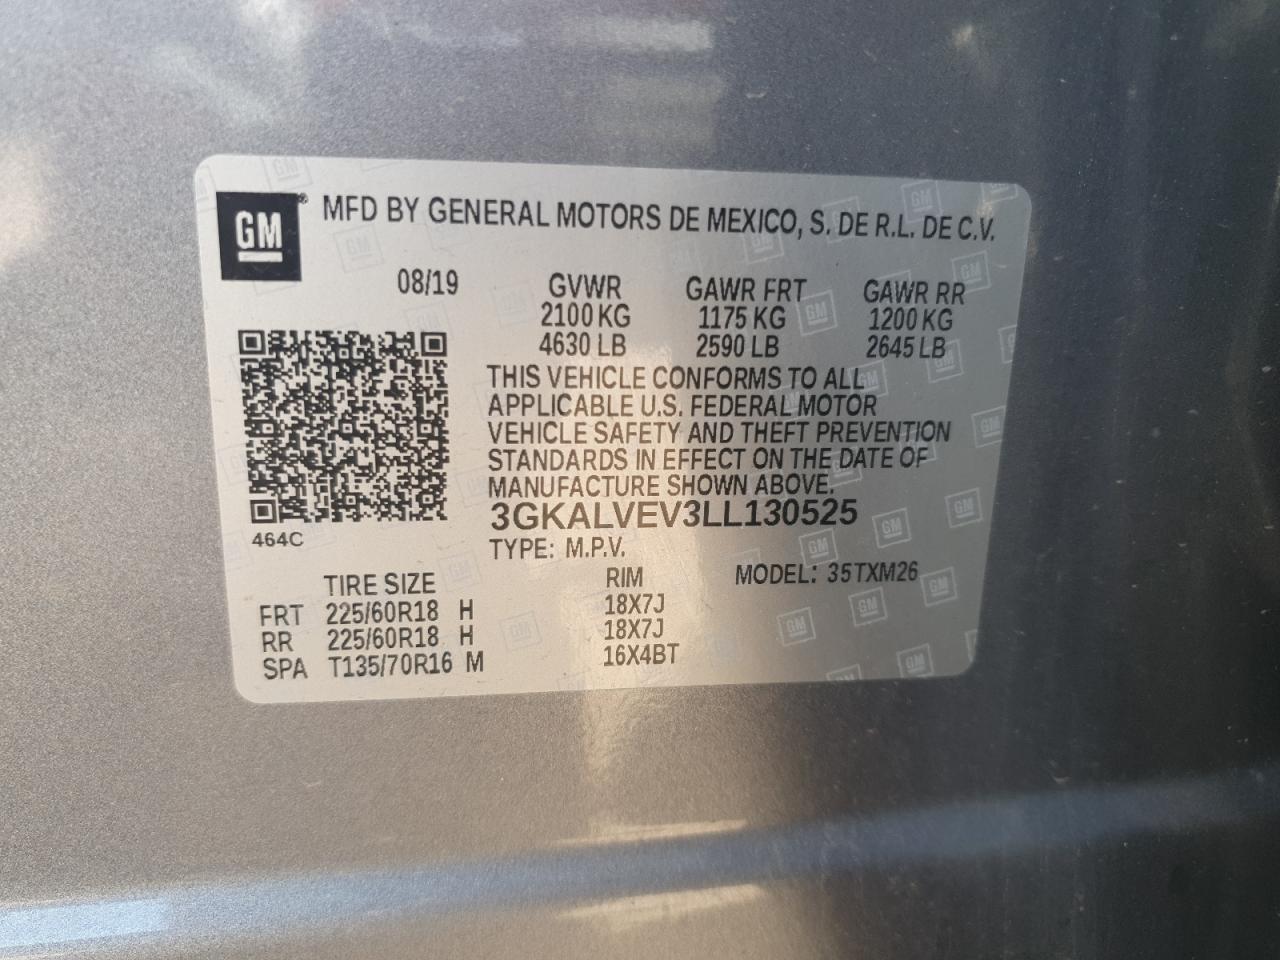 GM® MFD BY GENERAL MOTORS DE MEXICO, S. DE R.L. DE C.V.
08/19 GVWR GAWR FRT GAWR RR
2100 KG 1175 KG 1200 KG
4630 LB 2590 LB 2645 LB
THIS VEHICLE CONFORMS TO ALL
APPLICABLE U.S. FEDERAL MOTOR
VEHICLE SAFETY AND THEFT PREVENTION
STANDARDS IN EFFECT ON THE DATE OF
MANUFACTURE SHOWN ABOVE.
3GKALVEV3LL130525
464C
TYPE: M.P.V.
TIRE SIZE RIM MODEL: 35TXM26
FRT 225/60R18 H 18X7J
RR 225/60R18 H 18X7J
SPA T135/70R16 M 16X4BT